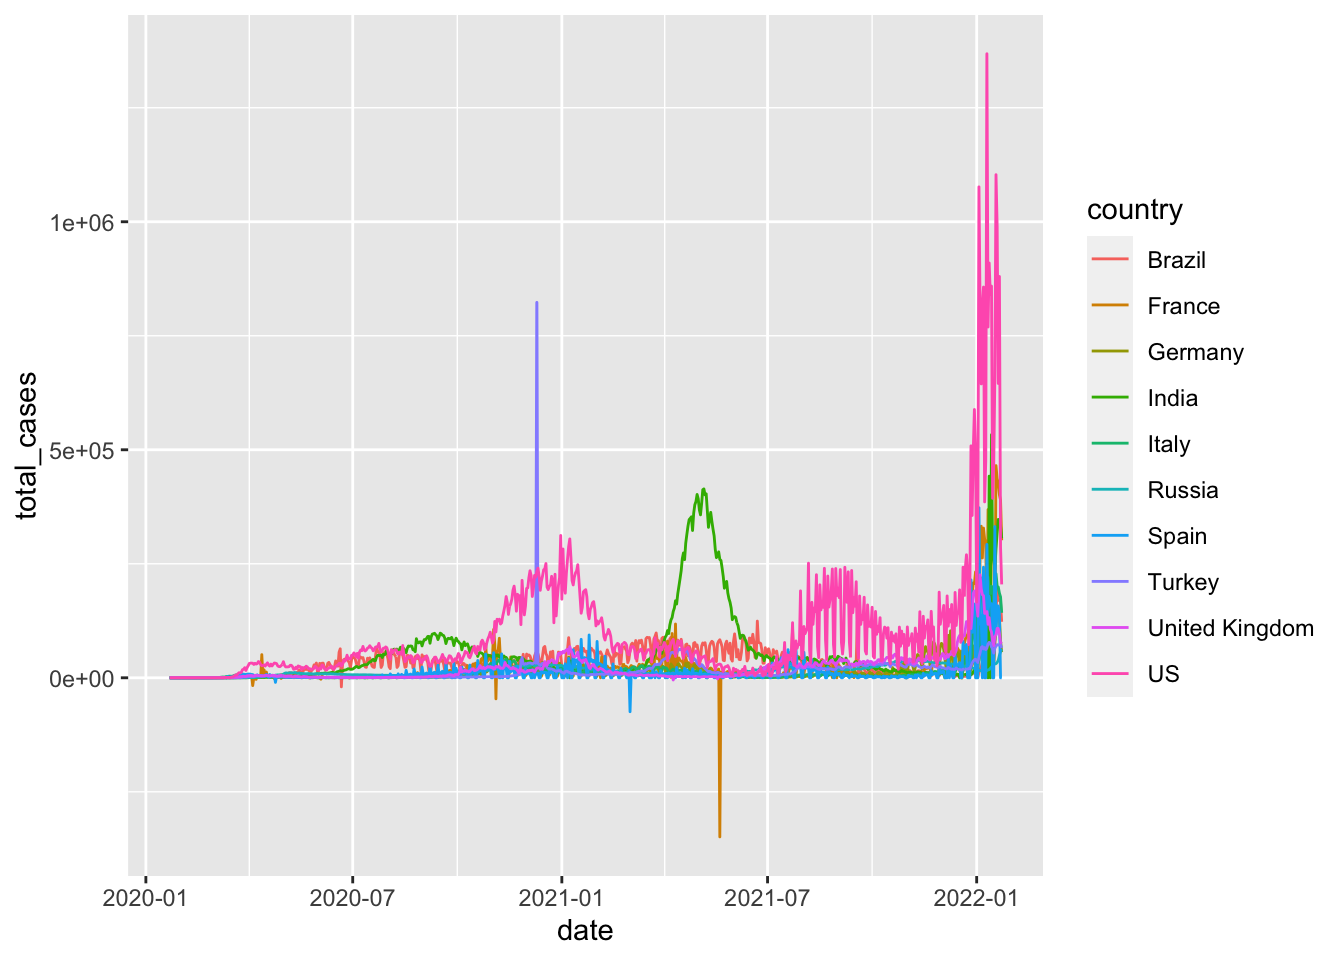 total_cases
1e+06
5e+05
0e+00
2020-01
2020-07
2021-01
2021-07
2022-01
date
country
Brazil
France
Germany
India
Italy
Russia
Spain
Turkey
United Kingdom
US